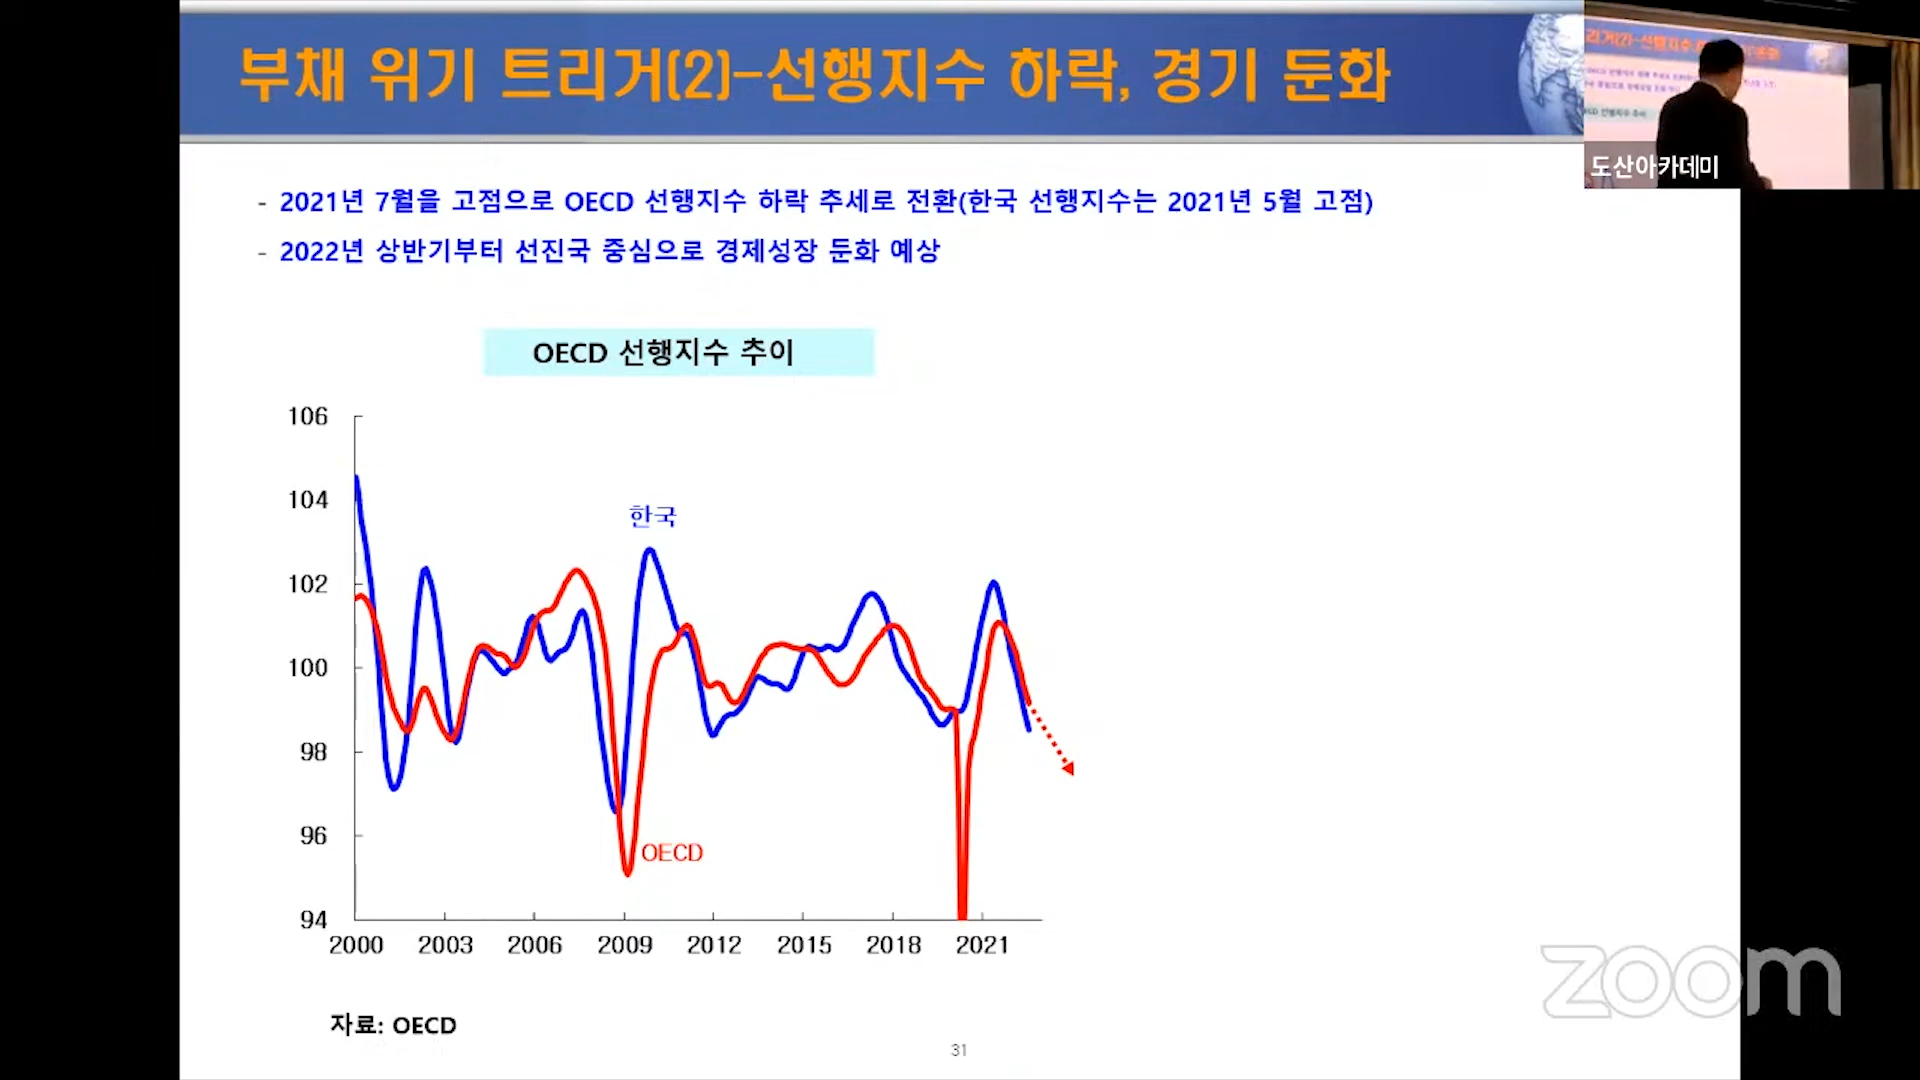 부채 위기 트리거(2)-선행지수 하락, 경기 둔화
도산아카데미
- 2021년 7월을 고점으로 OECD 선행지수 하락 추세로 전환(한국 선행지수는 2021년 5월 고점)
- 2022년 상반기부터 선진국 중심으로 경제성장 둔화 예상
OECD 선행지수 추이
106
104
102
100
98
96
94
한국
OECD
2000 2003 2006 2009 2012 2015 2018 2021
자료: OECD
31
zoom